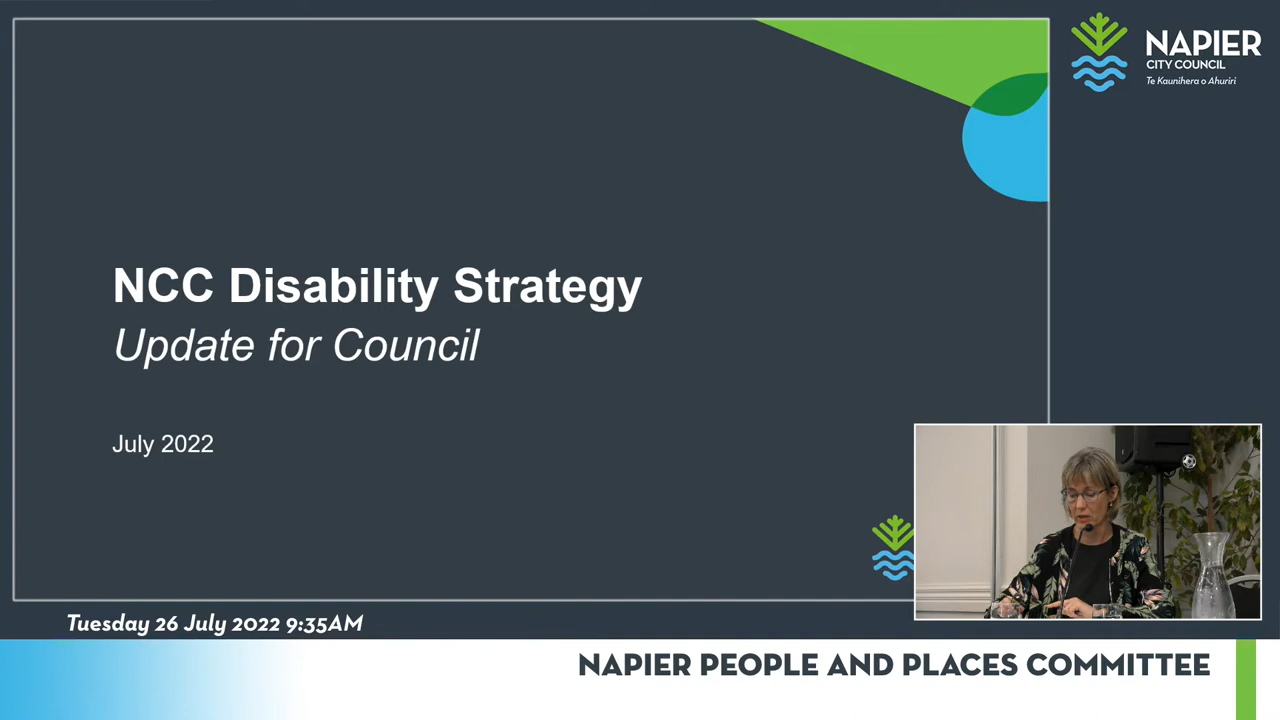 NAPIER
CITY COUNCIL
Te Kaunihera o Ahuriri
NCC Disability Strategy
Update for Council
July 2022
Tuesday 26 July 2022 9:35AM
NAPIER PEOPLE AND PLACES COMMITTEE